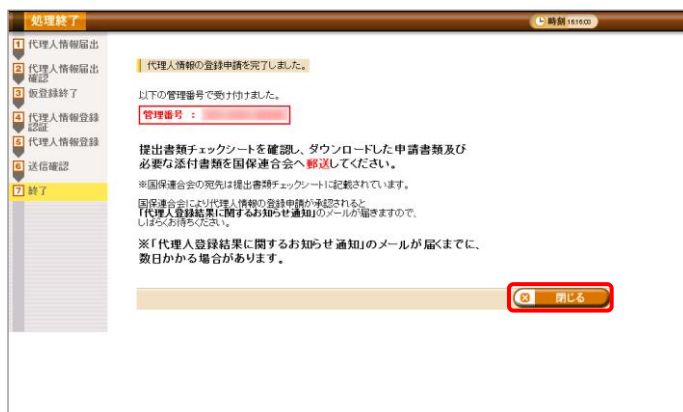 処理終了
時刻 16:16:00
1 代理人情報届出
2 代理人情報届出
確認
3 仮登録終了
4 代理人情報登録
認証
5 代理人情報登録
6 送信確認
7 終了
代理人情報の登録申請を完了しました。
以下の管理番号で受け付けました。
管理番号 ：
提出書類チェックシートを確認し、ダウンロードした申請書類及び
必要な添付書類を国保連合会へ郵送してください。
※国保連合会の宛先は提出書類チェックシートに記載されています。
国保連合会により代理人情報の登録申請が承認されると
「代理人登録結果に関するお知らせ通知」のメールが届きますので、
しばらくお待ちください。
※「代理人登録結果に関するお知らせ通知」のメールが届くまでに、
数日かかる場合があります。
閉じる